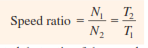 Speed ratio = N₁/N₂ = T₂/T₁